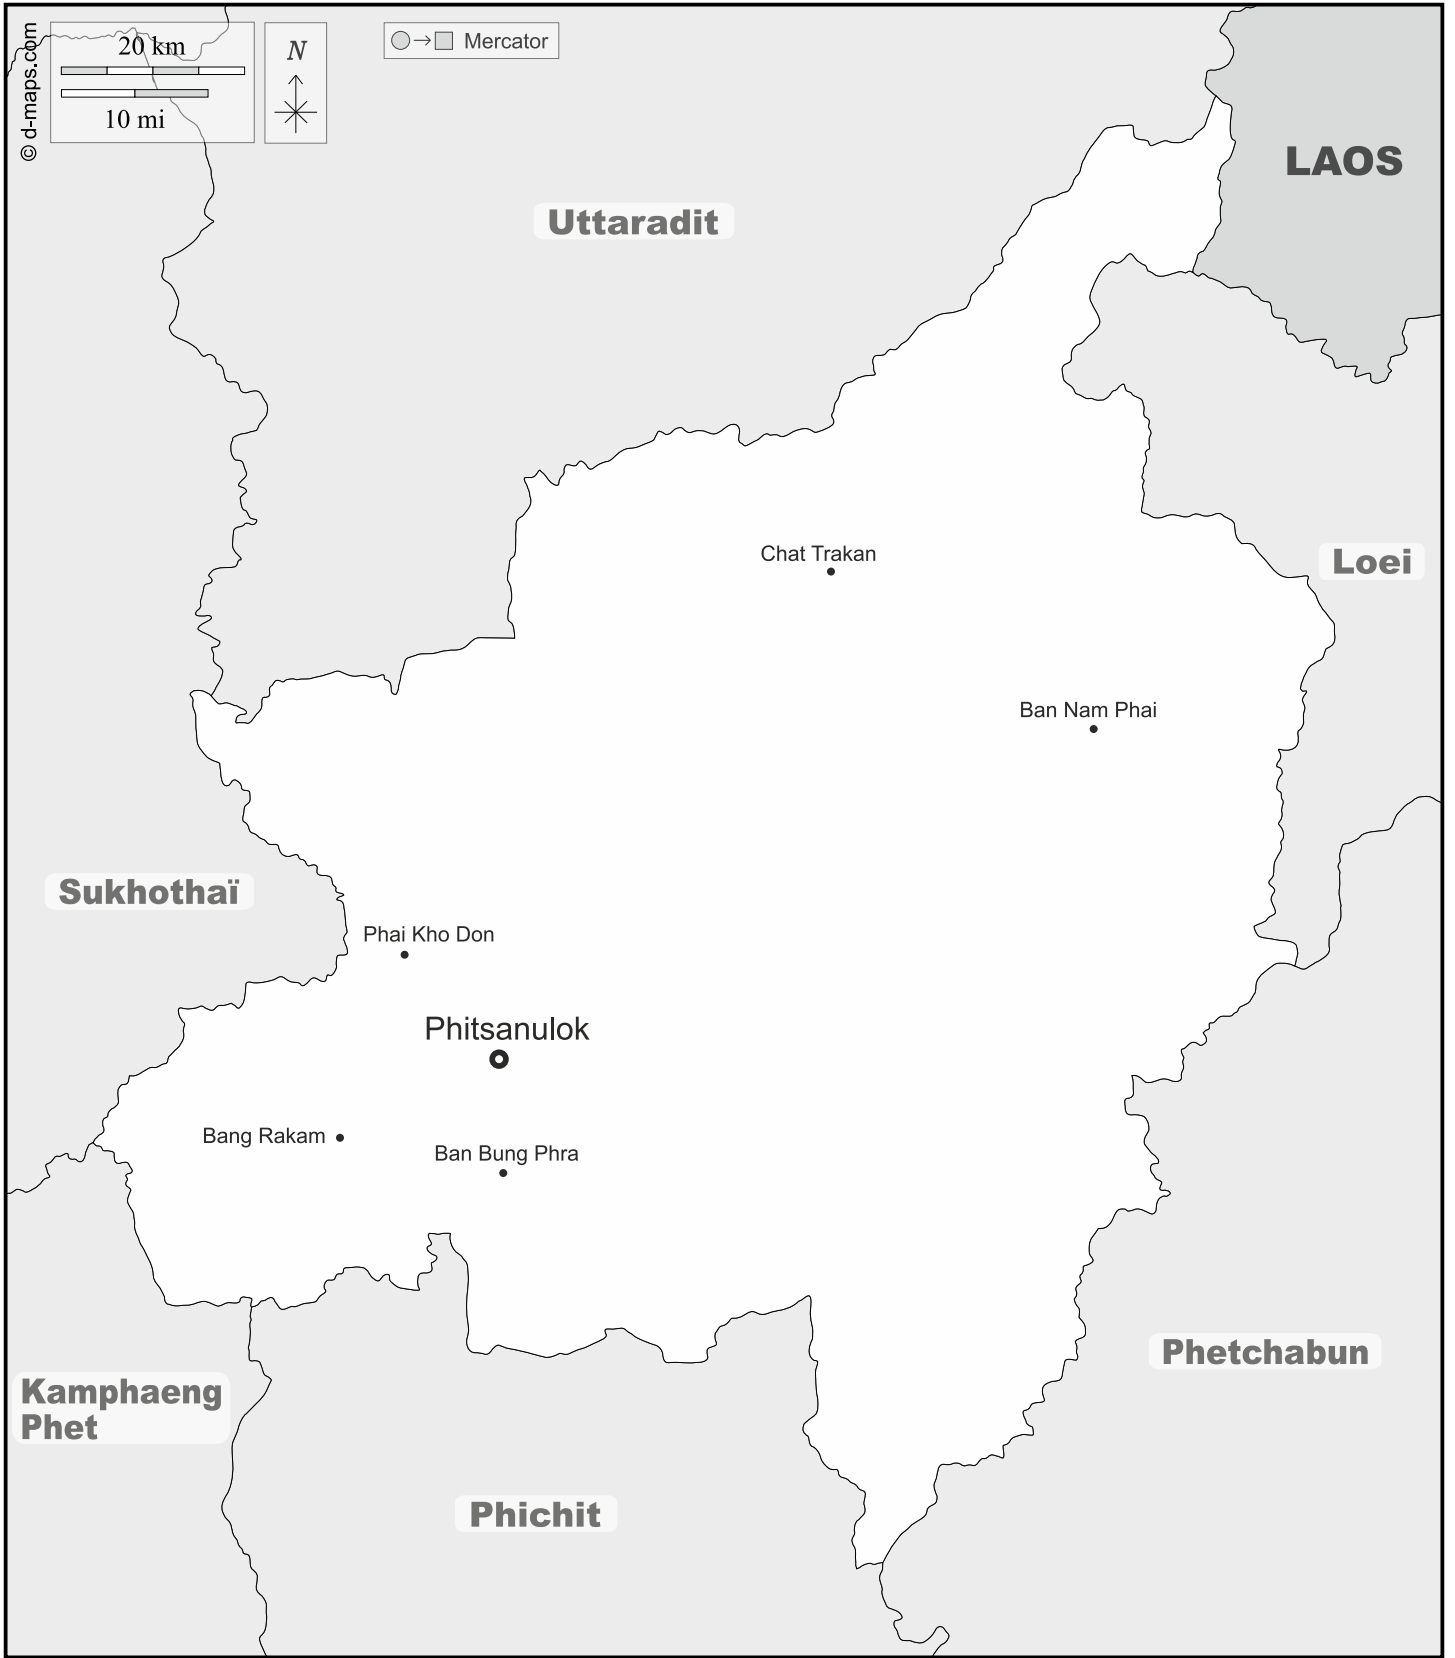 © d-maps.com
20 km
10 mi
N
Mercator
LAOS
Uttaradit
Chat Trakan
Loei
Ban Nam Phai
Sukhothaï
Phai Kho Don
Phitsanulok
Bang Rakam
Ban Bung Phra
Phetchabun
Kamphaeng
Phet
Phichit